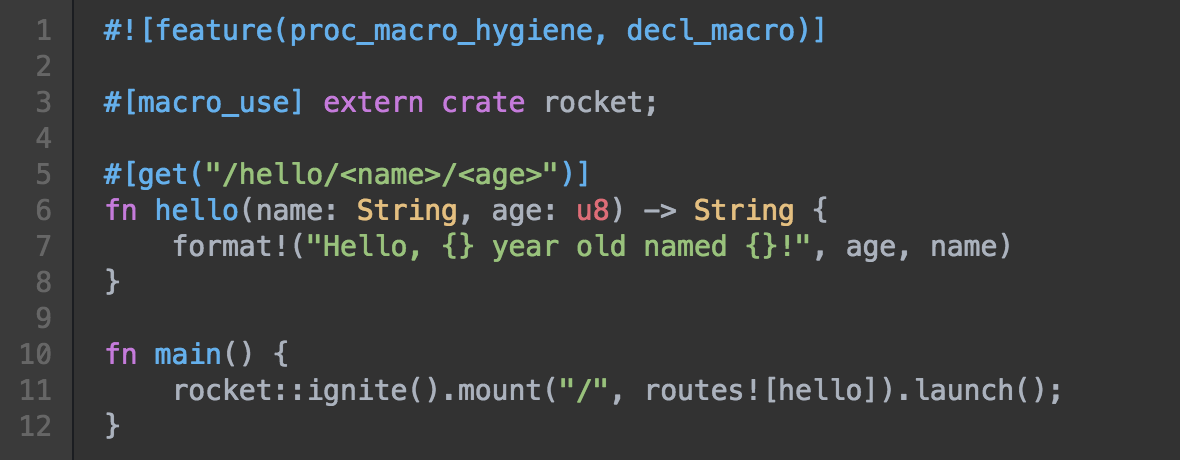 1 #![feature(proc_macro_hygiene, decl_macro)]
2
3 #[macro_use] extern crate rocket;
4
5 #[get("/hello/<name>/<age>")]
6 fn hello(name: String, age: u8) -> String {
7     format!("Hello, {} year old named {}!", age, name)
8 }
9
10 fn main() {
11     rocket::ignite().mount("/", routes![hello]).launch();
12 }